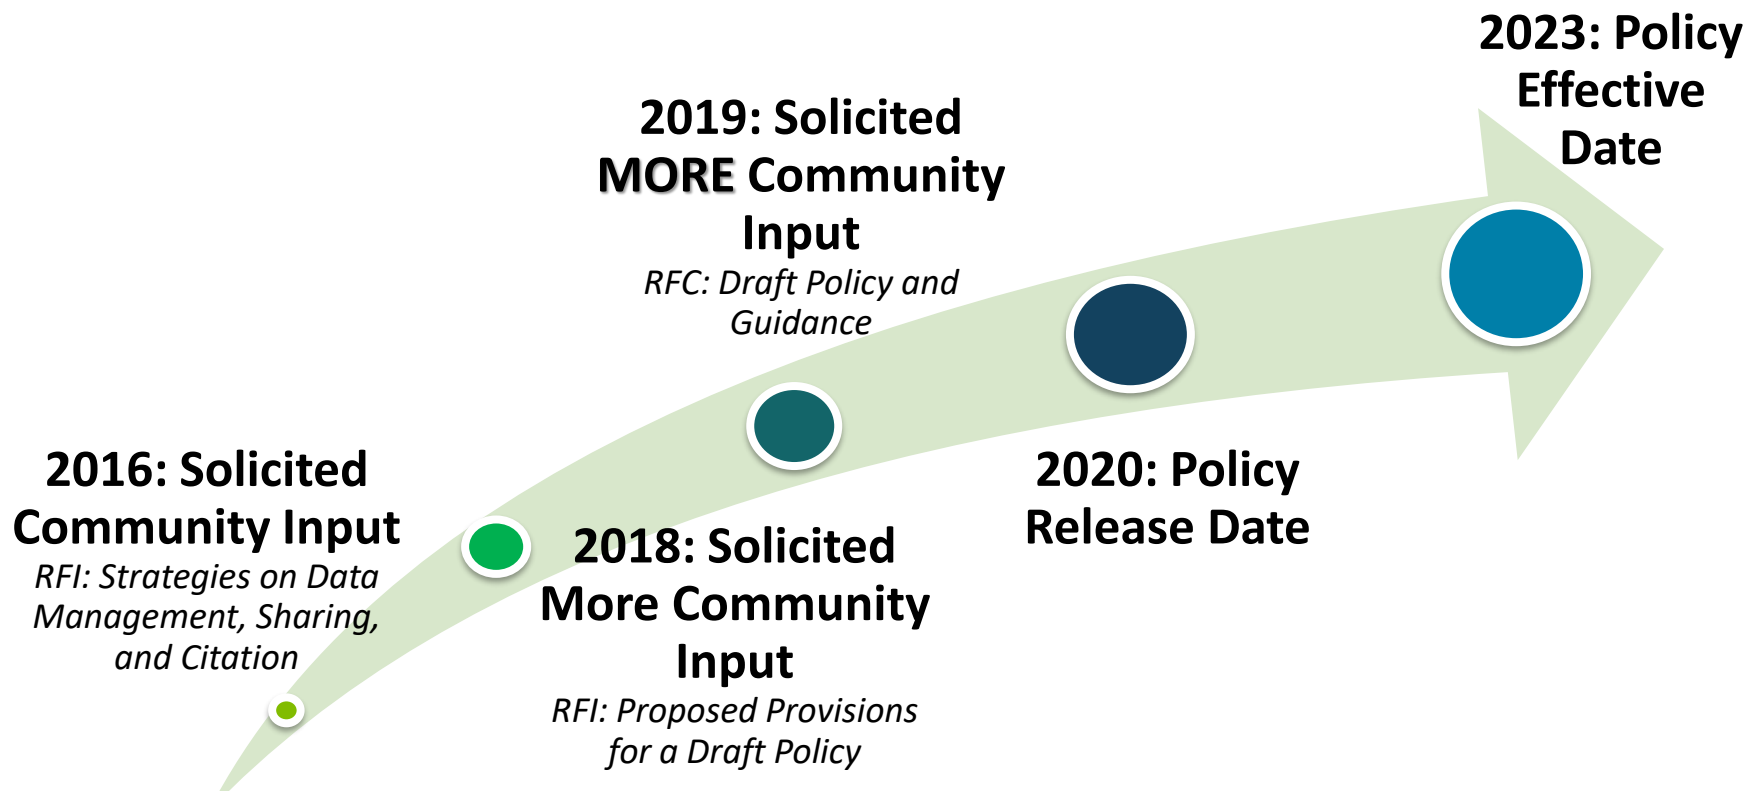 2016: Solicited
Community Input
RFI: Strategies on Data
Management, Sharing,
and Citation
2018: Solicited
More Community
Input
RFI: Proposed Provisions
for a Draft Policy
2019: Solicited
MORE Community
Input
RFC: Draft Policy and
Guidance
2020: Policy
Release Date
2023: Policy
Effective
Date